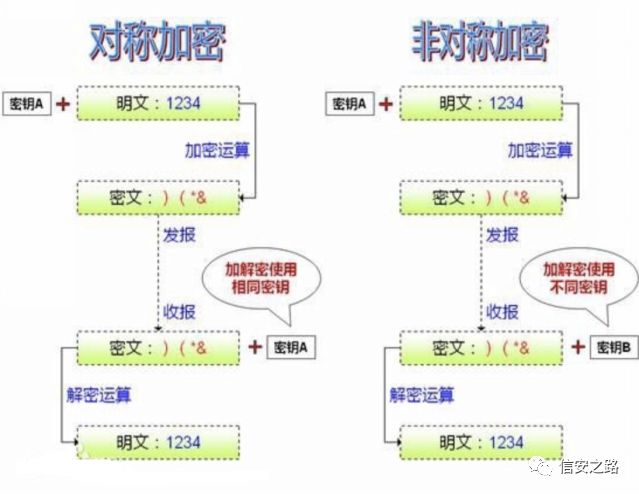 对称加密
密钥A + 明文：1234
加密运算
密文：）（*&
发报
加解密使用
相同密钥
收报
密文：）（*& + 密钥A
解密运算
明文：1234
非对称加密
密钥A + 明文：1234
加密运算
密文：）（*&
发报
加解密使用
不同密钥
收报
密文：）（*& + 密钥B
解密运算
明文：1234
信安之路